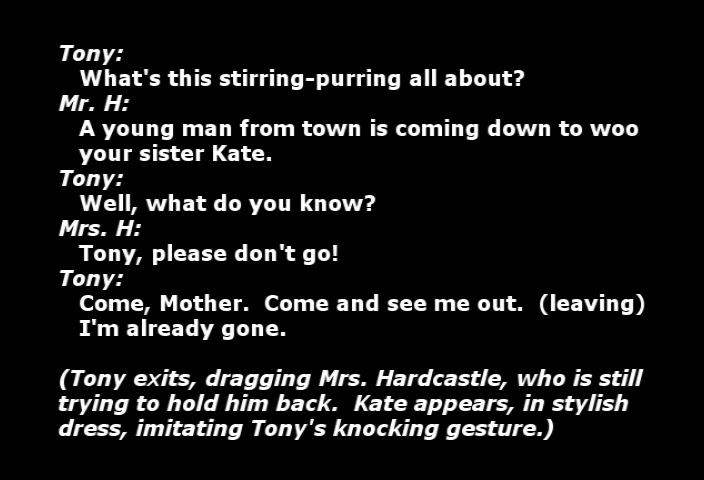 Tony:
What's this stirring-purring all about?
Mr. H:
A young man from town is coming down to woo
your sister Kate.
Tony:
Well, what do you know?
Mrs. H:
Tony, please don't go!
Tony:
Come, Mother.  Come and see me out.  (leaving)
I'm already gone.
(Tony exits, dragging Mrs. Hardcastle, who is still
trying to hold him back.  Kate appears, in stylish
dress, imitating Tony's knocking gesture.)